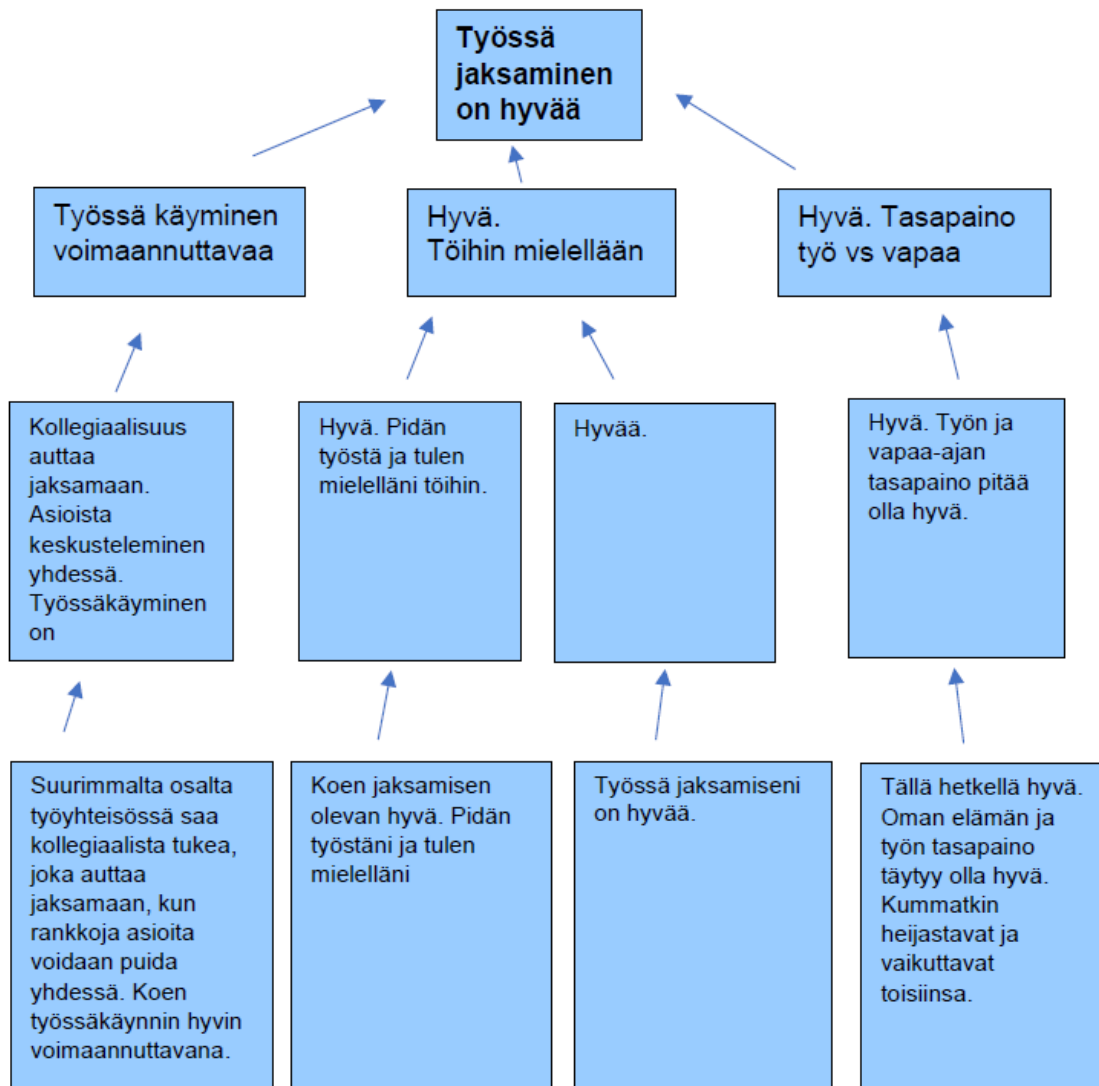 Työssä
jaksaminen
on hyvää
Työssä käyminen
voimaannuttavaa
Hyvä.
Töihin mielellään
Hyvä. Tasapaino
työ vs vapaa
Kollegiaalisuus
auttaa
jaksamaan.
Asioista
keskusteleminen
yhdessä.
Työssäkäyminen
on
Hyvä. Pidän
työstä ja tulen
mielelläni töihin.
Hyvää.
Hyvä. Työn ja
vapaa-ajan
tasapaino pitää
olla hyvä.
Suurimmalta osalta
työyhteisössä saa
kollegiaalista tukea,
joka auttaa
jaksamaan, kun
rankkoja asioita
voidaan puida
yhdessä. Koen
työssäkäynnin hyvin
voimaannuttavana.
Koen jaksamisen
olevan hyvä. Pidän
työstäni ja tulen
mielelläni
Työssä jaksamiseni
on hyvää.
Tällä hetkellä hyvä.
Oman elämän ja
työn tasapaino
täytyy olla hyvä.
Kummatkin
heijastavat ja
vaikuttavat
toisiinsa.